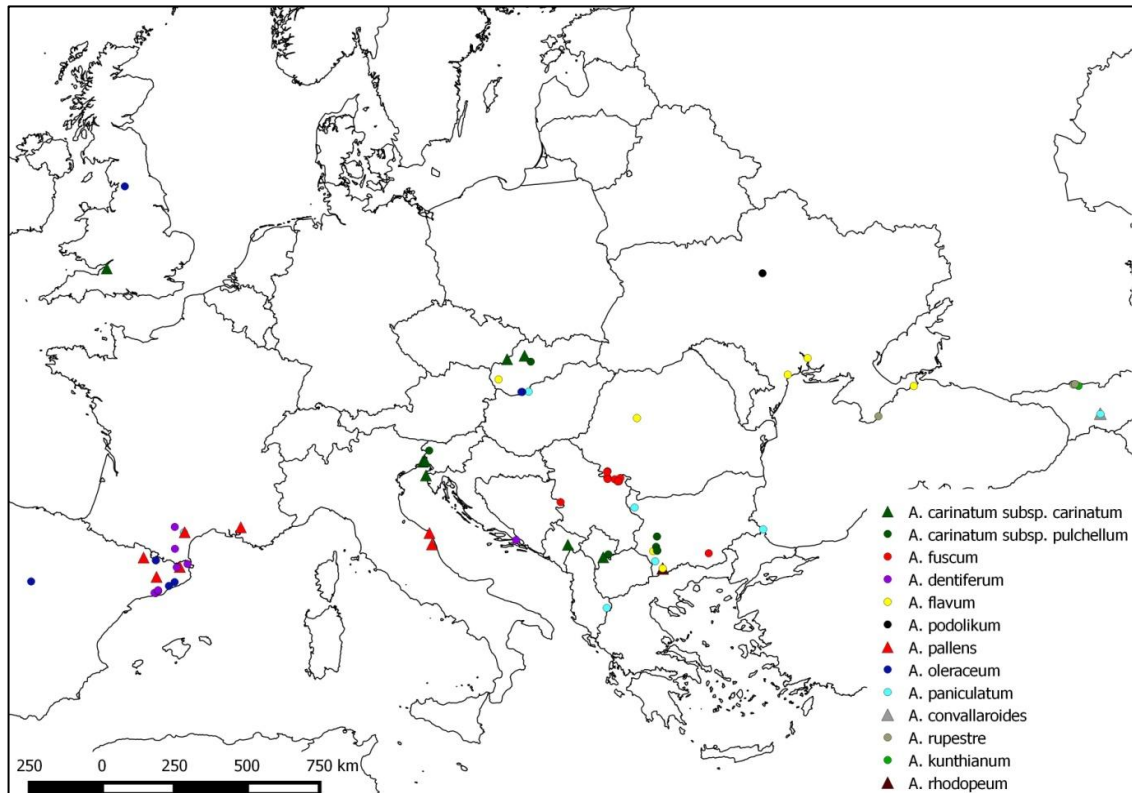 A. carinatum subsp. carinatum
A. carinatum subsp. pulchellum
A. fuscum
A. dentiferum
A. flavum
A. podolikum
A. pallens
A. oleraceum
A. paniculatum
A. convallaroides
A. rupestre
A. kunthianum
A. rhodopeum
250 0 250 500 750 km